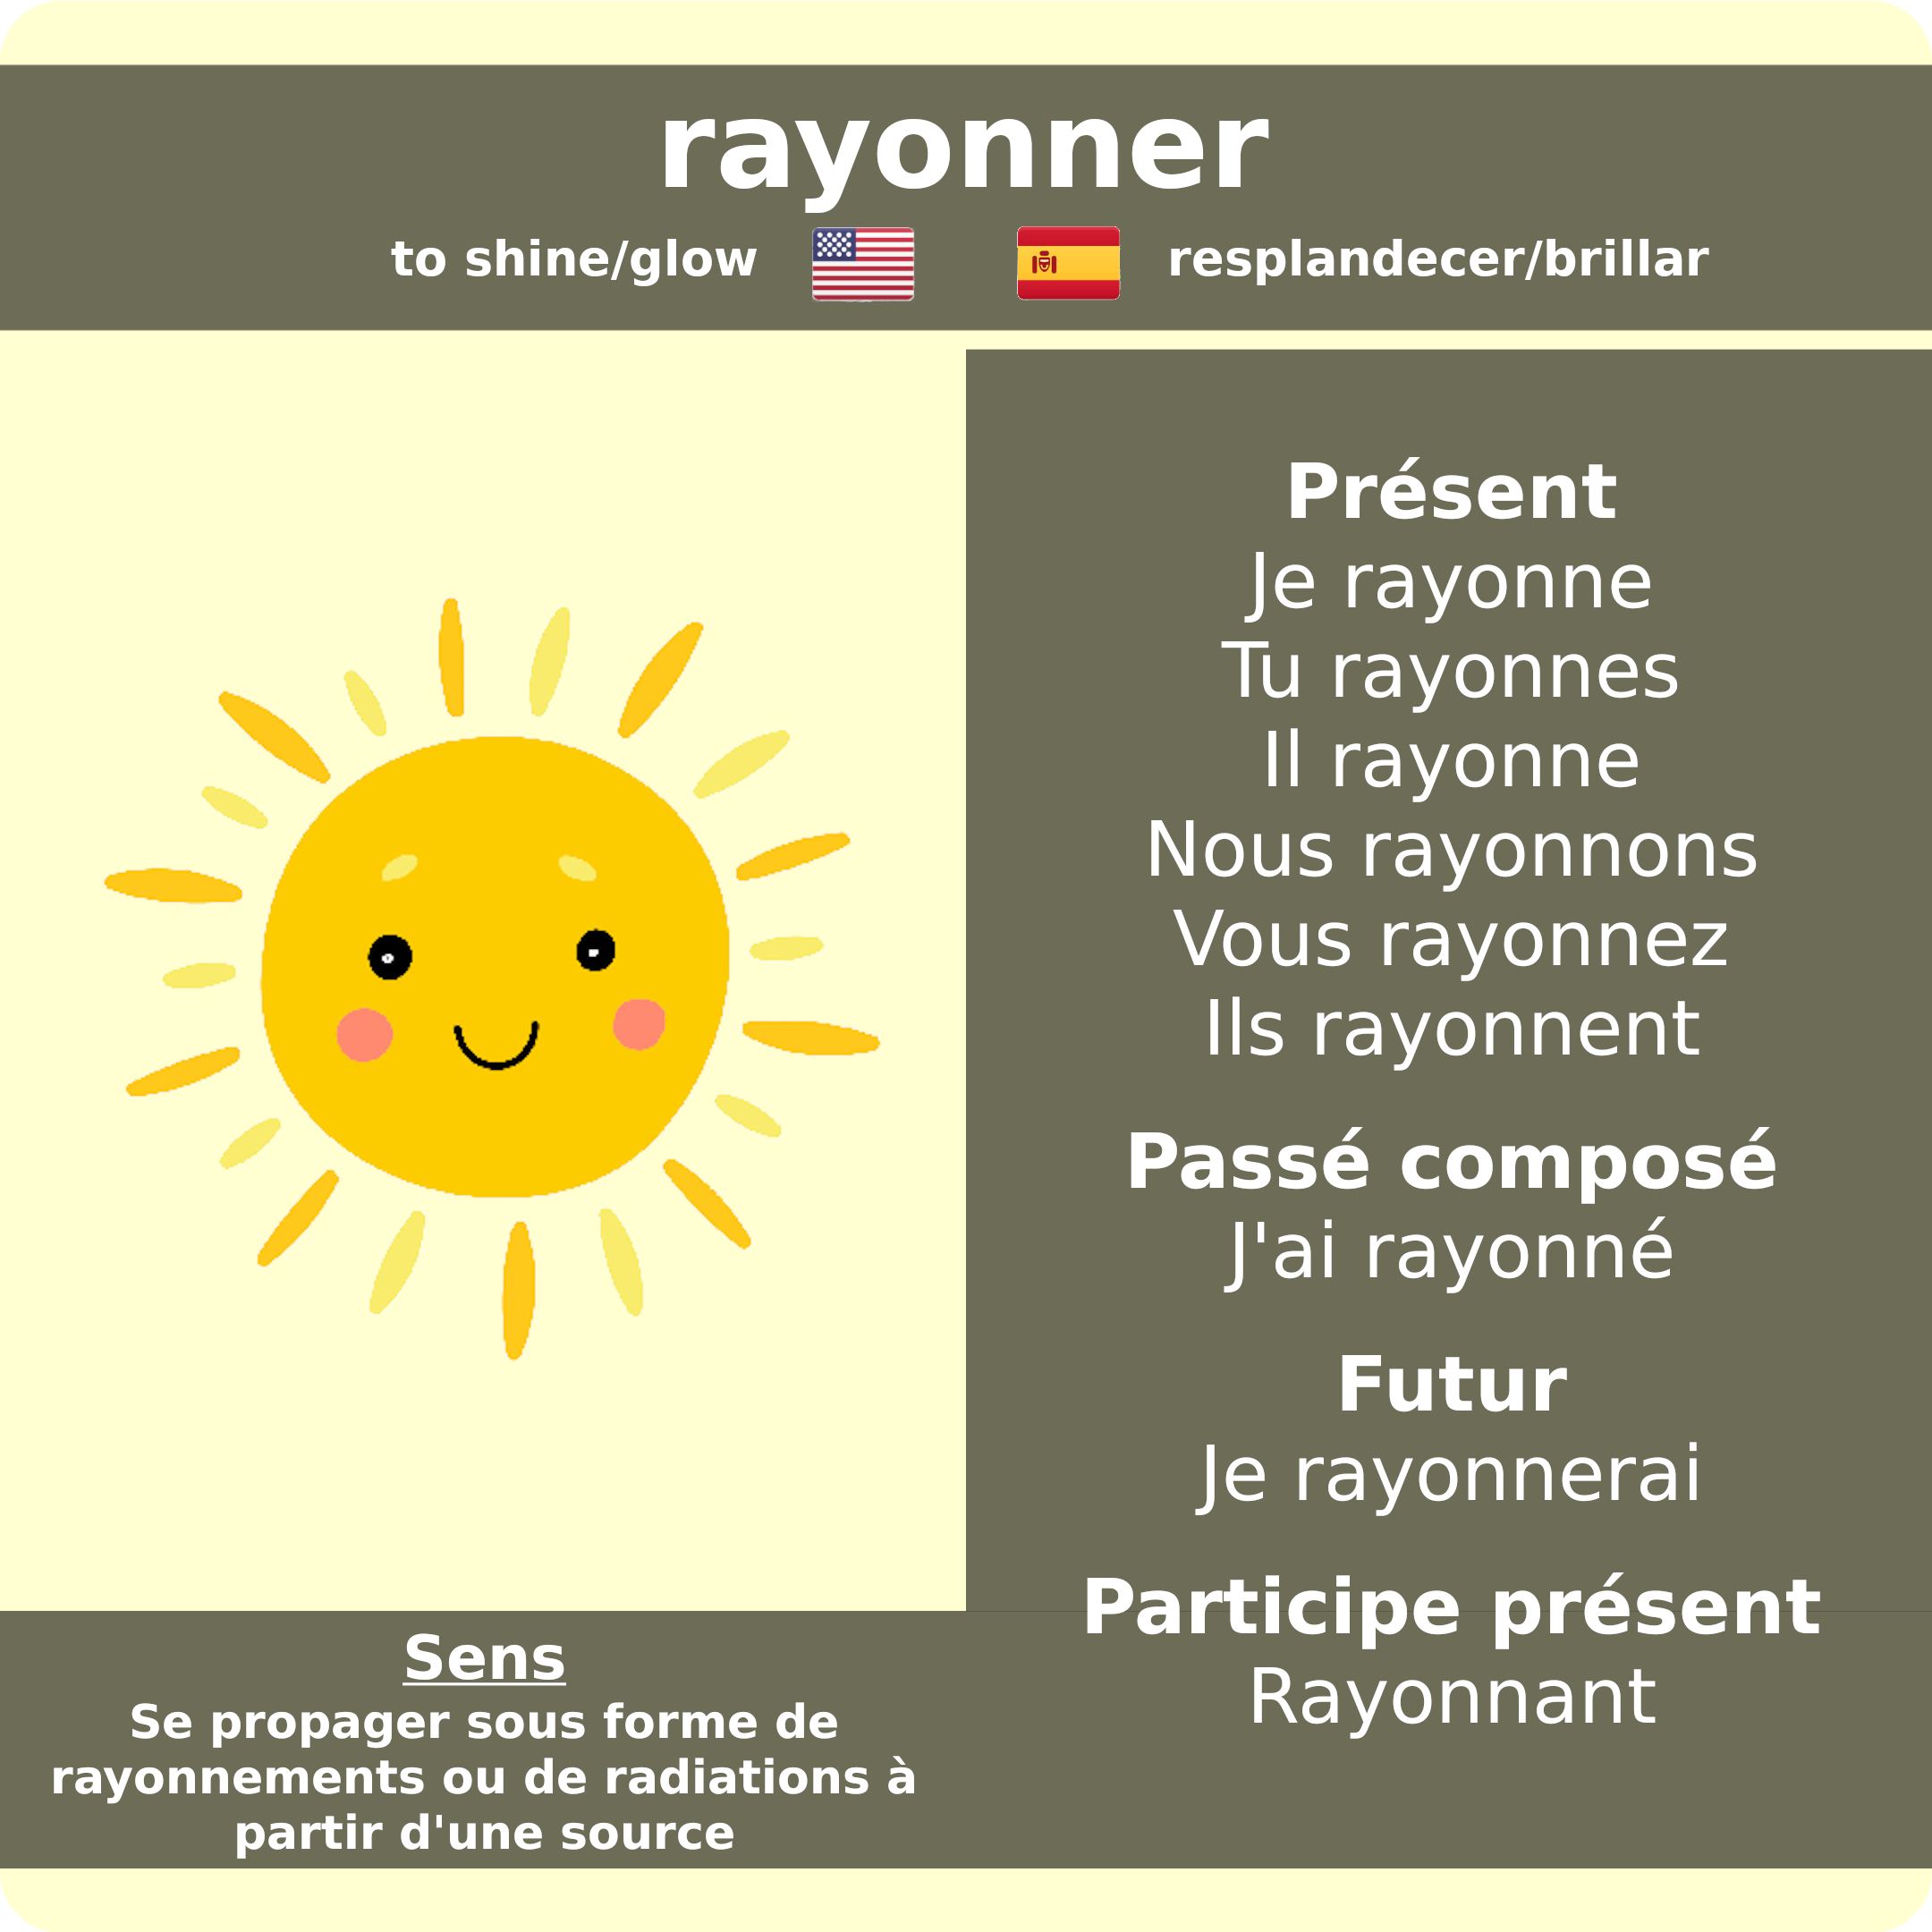 rayonner
to shine/glow
resplandecer/brillar
Présent
Je rayonne
Tu rayonnes
Il rayonne
Nous rayonnons
Vous rayonnez
Ils rayonnent
Passé composé
J'ai rayonné
Futur
Je rayonnerai
Participe présent
Rayonnant
Sens
Se propager sous forme de
rayonnements ou de radiations à
partir d'une source